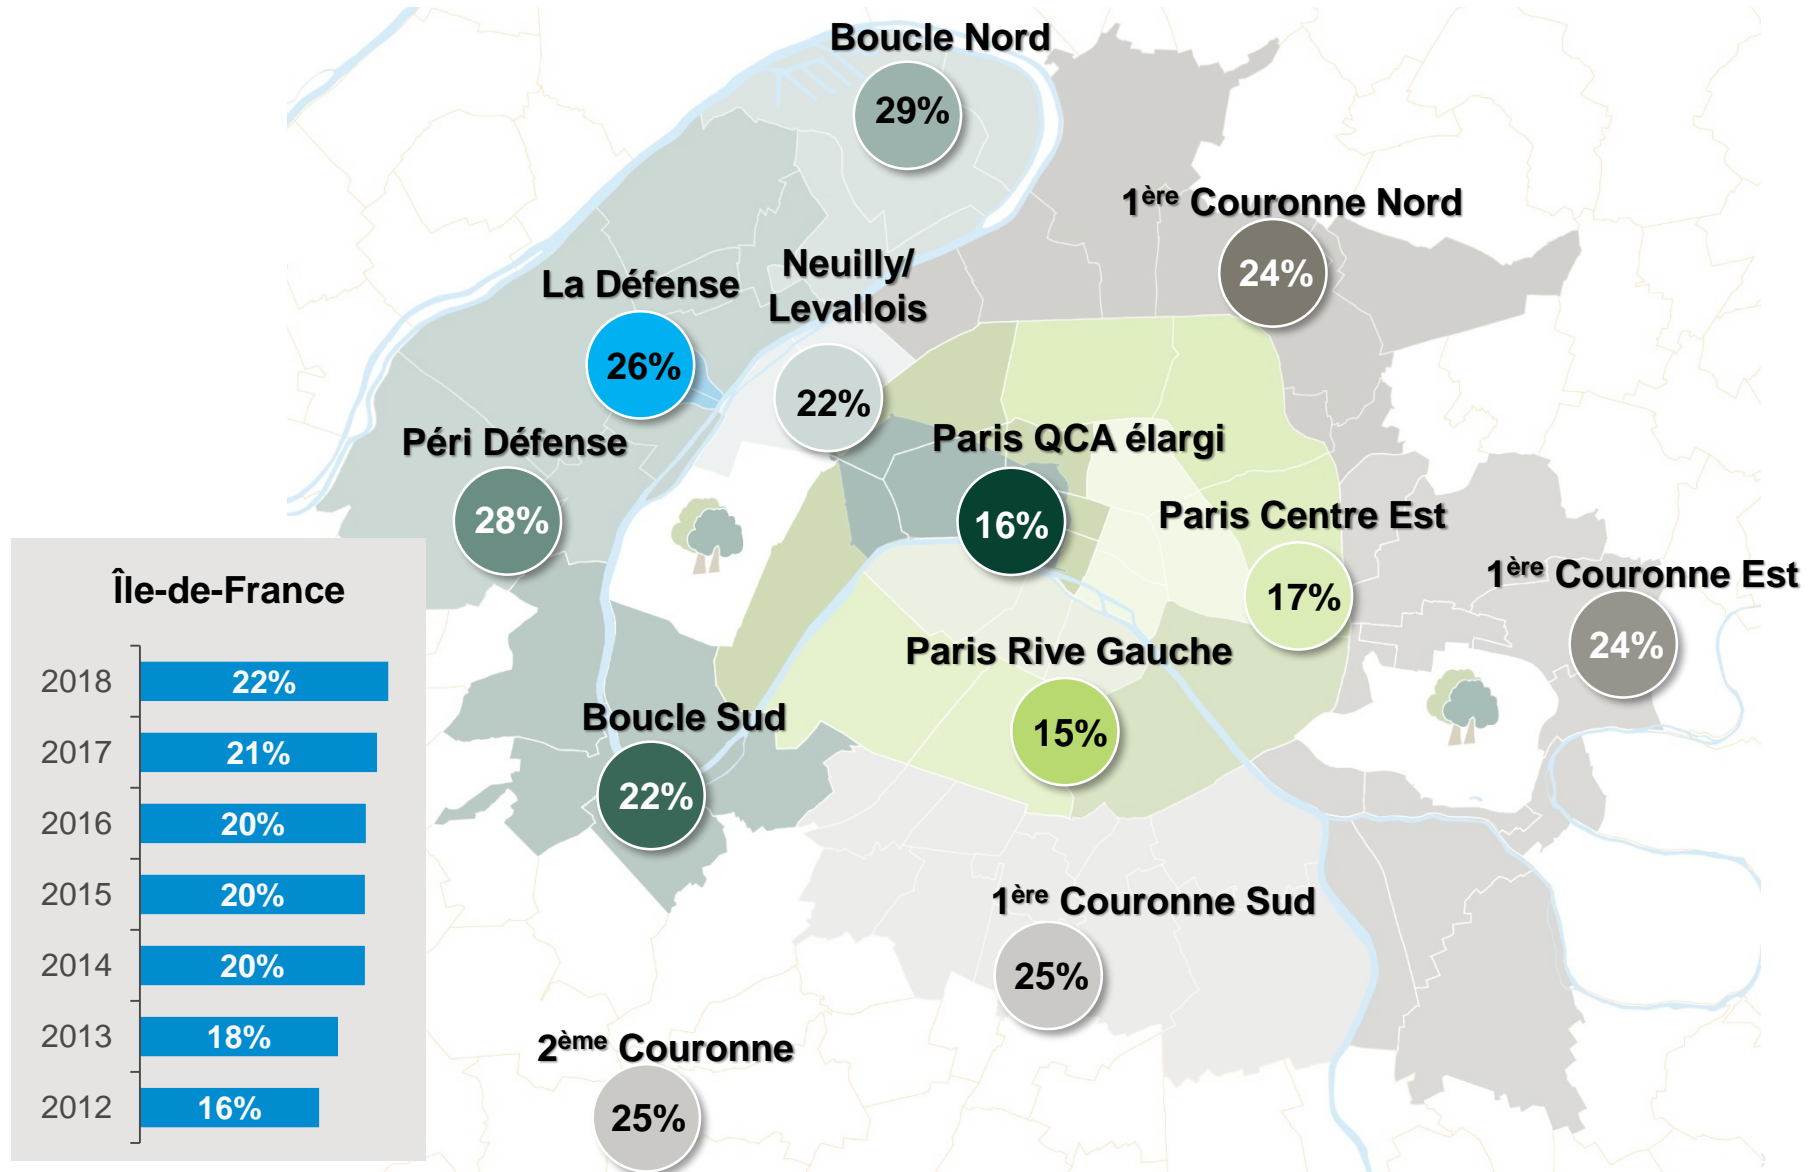 Boucle Nord
29%
1ère Couronne Nord
24%
Neuilly/
Levallois
22%
La Défense
26%
Péri Défense
28%
Paris QCA élargi
16%
Paris Centre Est
17%
1ère Couronne Est
24%
Paris Rive Gauche
15%
Boucle Sud
22%
1ère Couronne Sud
25%
2ème Couronne
25%
Île-de-France
2018 22%
2017 21%
2016 20%
2015 20%
2014 20%
2013 18%
2012 16%